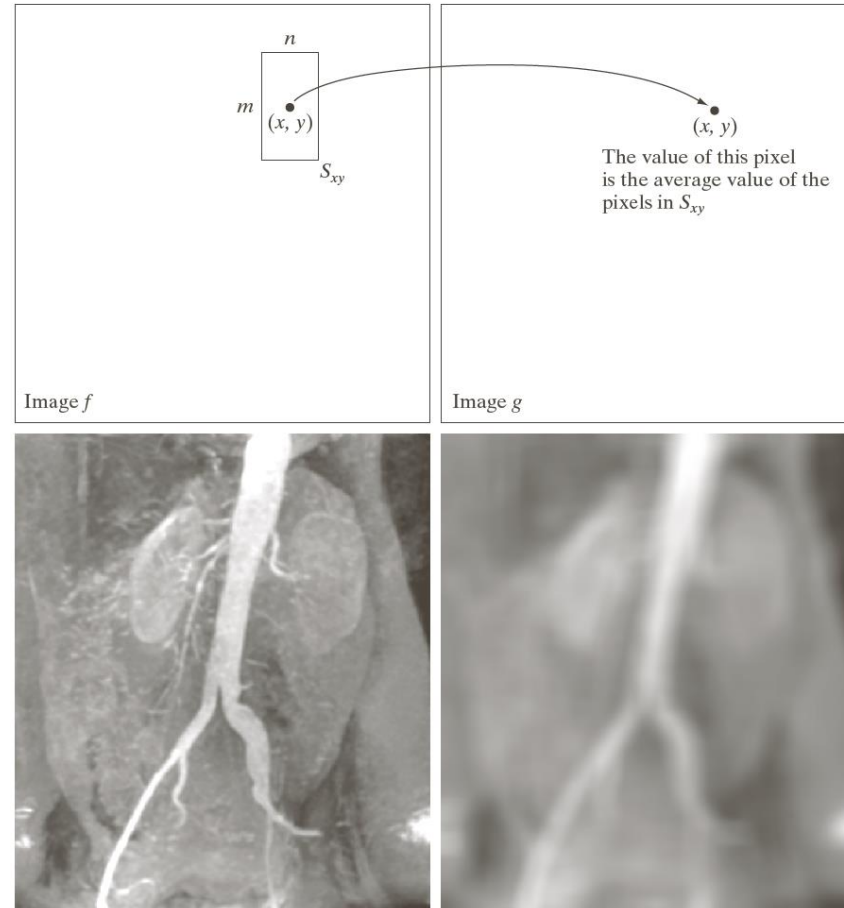 n
m
(x, y)
S_xy
Image f
(x, y)
The value of this pixel
is the average value of the
pixels in S_xy
Image g